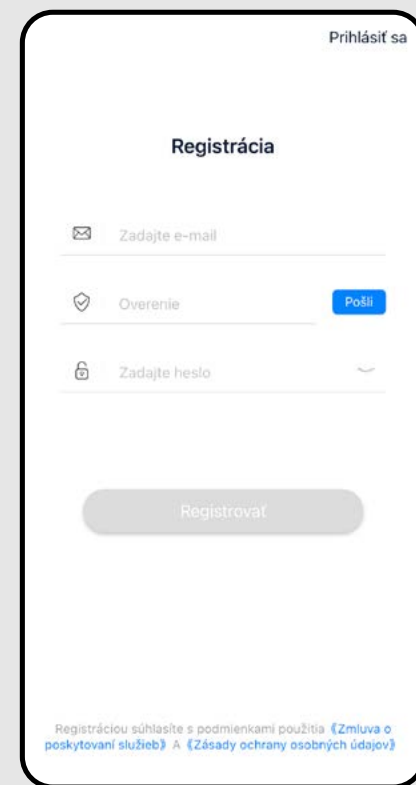 Prihlásiť sa
Registrácia
Zadajte e-mail
Overenie
Pošli
Zadajte heslo
Registrovať
Registráciou súhlasíte s podmienkami použitia 《Zmluva o
poskytovaní služieb》 A 《Zásady ochrany osobných údajov》